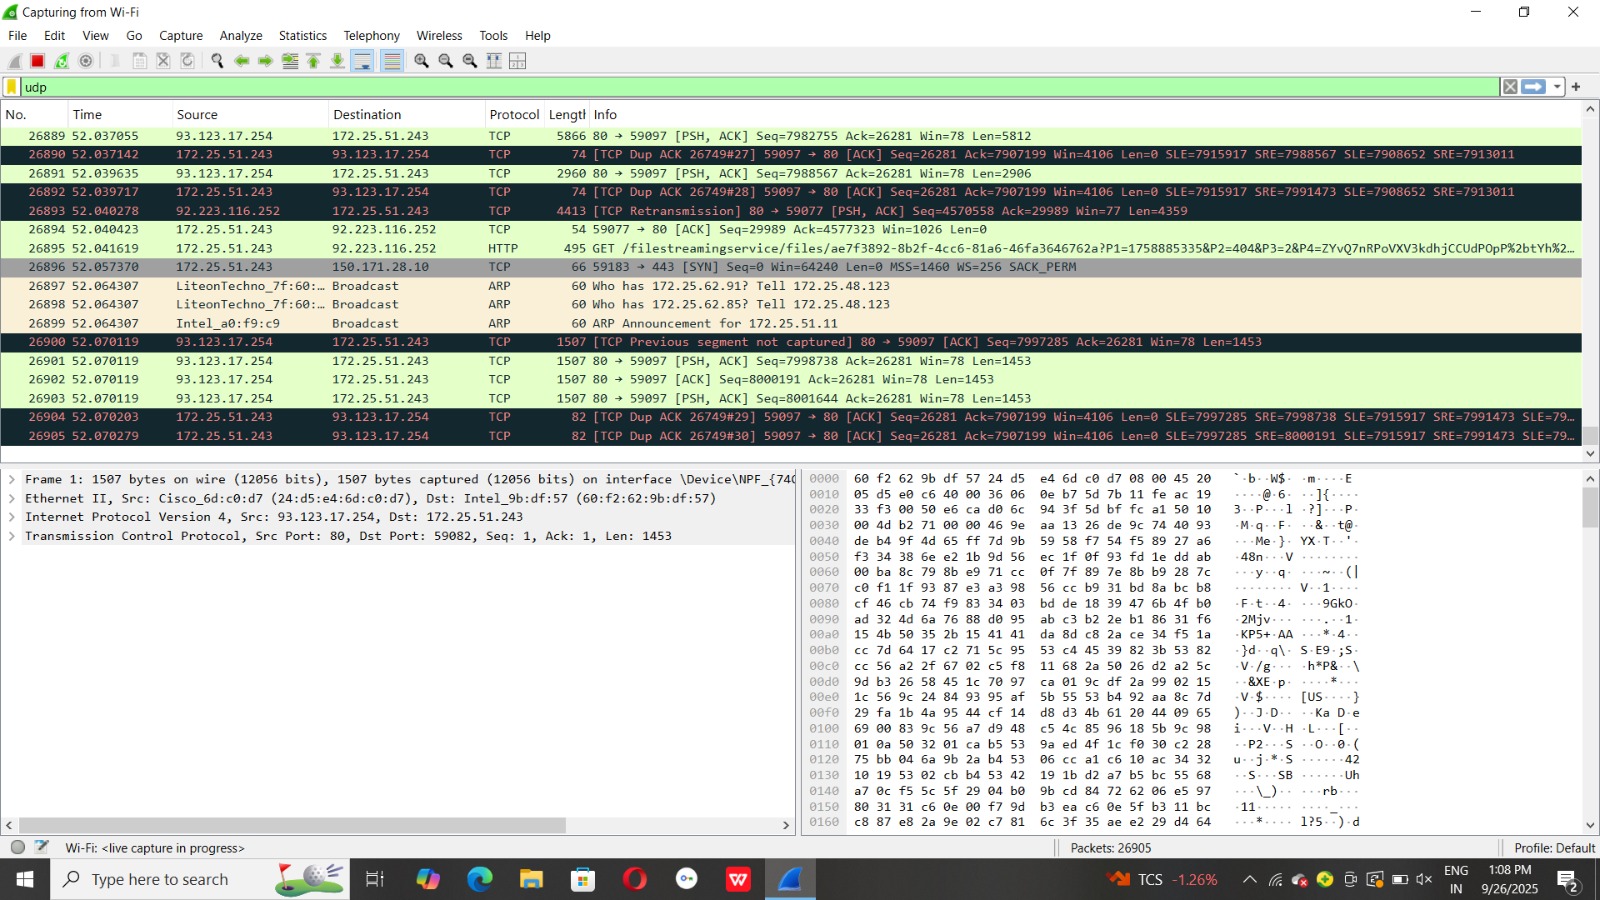 Capturing from Wi-Fi
File Edit View Go Capture Analyze Statistics Telephony Wireless Tools Help
udp
No. Time Source Destination Protocol Length Info
26889 52.037055 93.123.17.254 172.25.51.243 TCP 5866 80 → 59097 [PSH, ACK] Seq=7982755 Ack=26281 Win=78 Len=5812
26890 52.037142 172.25.51.243 93.123.17.254 TCP 74 [TCP Dup ACK 26749#27] 59097 → 80 [ACK] Seq=26281 Ack=7907199 Win=4106 Len=0 SLE=7915917 SRE=7988567 SLE=7908652 SRE=7913011
26891 52.039635 93.123.17.254 172.25.51.243 TCP 2960 80 → 59097 [PSH, ACK] Seq=7988567 Ack=26281 Win=78 Len=2906
26892 52.039717 172.25.51.243 93.123.17.254 TCP 74 [TCP Dup ACK 26749#28] 59097 → 80 [ACK] Seq=26281 Ack=7907199 Win=4106 Len=0 SLE=7915917 SRE=7991473 SLE=7908652 SRE=7913011
26893 52.040278 92.223.116.252 172.25.51.243 TCP 4413 [TCP Retransmission] 80 → 59077 [PSH, ACK] Seq=4570558 Ack=29989 Win=77 Len=4359
26894 52.040423 172.25.51.243 92.223.116.252 TCP 54 59077 → 80 [ACK] Seq=29989 Ack=4577323 Win=1026 Len=0
26895 52.041619 172.25.51.243 92.223.116.252 HTTP 495 GET /filestreamingservice/files/ae7f3892-8b2f-4cc6-81a6-46fa3646762a?P1=1758885335&P2=404&P3=2&P4=ZYvQ7nRPoVXV3kdhjCCUdPOpP%2btYh%2…
26896 52.057370 172.25.51.243 150.171.28.10 TCP 66 59183 → 443 [SYN] Seq=0 Win=64240 Len=0 MSS=1460 WS=256 SACK_PERM
26897 52.064307 LiteonTechno_7f:60:… Broadcast ARP 60 Who has 172.25.62.91? Tell 172.25.48.123
26898 52.064307 LiteonTechno_7f:60:… Broadcast ARP 60 Who has 172.25.62.85? Tell 172.25.48.123
26899 52.064307 Intel_a0:f9:c9 Broadcast ARP 60 ARP Announcement for 172.25.51.11
26900 52.070119 93.123.17.254 172.25.51.243 TCP 1507 [TCP Previous segment not captured] 80 → 59097 [ACK] Seq=7997285 Ack=26281 Win=78 Len=1453
26901 52.070119 93.123.17.254 172.25.51.243 TCP 1507 80 → 59097 [PSH, ACK] Seq=7998738 Ack=26281 Win=78 Len=1453
26902 52.070119 93.123.17.254 172.25.51.243 TCP 1507 80 → 59097 [ACK] Seq=8000191 Ack=26281 Win=78 Len=1453
26903 52.070119 93.123.17.254 172.25.51.243 TCP 1507 80 → 59097 [PSH, ACK] Seq=8001644 Ack=26281 Win=78 Len=1453
26904 52.070203 172.25.51.243 93.123.17.254 TCP 82 [TCP Dup ACK 26749#29] 59097 → 80 [ACK] Seq=26281 Ack=7907199 Win=4106 Len=0 SLE=7997285 SRE=7998738 SLE=7915917 SRE=7991473 SLE=79…
26905 52.070279 172.25.51.243 93.123.17.254 TCP 82 [TCP Dup ACK 26749#30] 59097 → 80 [ACK] Seq=26281 Ack=7907199 Win=4106 Len=0 SLE=7997285 SRE=8000191 SLE=7915917 SRE=7991473 SLE=79…
Frame 1: 1507 bytes on wire (12056 bits), 1507 bytes captured (12056 bits) on interface \Device\NPF_{74C
Ethernet II, Src: Cisco_6d:c0:d7 (24:d5:e4:6d:c0:d7), Dst: Intel_9b:df:57 (60:f2:62:9b:df:57)
Internet Protocol Version 4, Src: 93.123.17.254, Dst: 172.25.51.243
Transmission Control Protocol, Src Port: 80, Dst Port: 59082, Seq: 1, Ack: 1, Len: 1453
0000 60 f2 62 9b df 57 24 d5 e4 6d c0 d7 08 00 45 20
0010 05 d5 e0 c6 40 00 36 06 0e b7 5d 7b 11 fe ac 19
0020 33 f3 00 50 e6 ca d0 6c 94 3f 5d bf fc a1 50 10
0030 00 4d b2 71 00 00 46 9e aa 13 26 de 9c 74 40 93
0040 de b4 9f 4d 65 ff 7d 9b 59 58 f7 54 f5 89 27 a6
0050 f3 34 38 6e e2 1b 9d 56 ec 1f 0f 93 fd 1e dd ab
0060 00 ba 8c 79 8b e9 71 cc 0f 7f 89 7e 8b b9 28 7c
0070 c0 f1 1f 93 87 e3 a3 98 56 cc b9 31 bd 8a bc b8
0080 cf 46 cb 74 f9 83 34 03 bd de 18 39 47 6b 4f b0
0090 ad 32 4d 6a 76 88 d0 95 ab c3 b2 2e b1 86 31 f6
00a0 15 4b 50 35 2b 15 41 41 da 8d c8 2a ce 34 f5 1a
00b0 cc 7d 64 17 c2 71 5c 95 53 c4 45 39 82 3b 53 82
00c0 cc 56 a2 2f 67 02 c5 f8 11 68 2a 50 26 d2 a2 5c
00d0 9d b3 26 58 45 1c 70 97 ca 01 9c df 2a 99 02 15
00e0 1c 56 9c 24 84 93 95 af 5b 55 53 b4 92 aa 8c 7d
00f0 29 fa 1b 4a 95 44 cf 14 d8 d3 4b 61 20 44 09 65
0100 69 00 83 9c 56 a7 d9 48 c5 4c 85 96 18 5b 9c 98
0110 01 0a 50 32 01 ca b5 53 9a ed 4f 1c f0 30 c2 28
0120 75 bb 04 6a 9b 2a b4 53 06 cc a1 c6 10 ac 34 32
0130 10 19 53 02 cb b4 53 42 19 1b d2 a7 b5 bc 55 68
0140 a7 0c f5 5c 5f 29 04 b0 9b cd 84 72 62 06 e5 97
0150 80 31 31 c6 0e 00 f7 9d b3 ea c6 0e 5f b3 11 bc
0160 c8 87 e8 2a 9e 02 c7 81 6c 3f 35 ae e2 29 d4 64
Wi-Fi: <live capture in progress> Packets: 26905 Profile: Default
Type here to search TCS -1.26% ENG IN 1:08 PM 9/26/2025 2